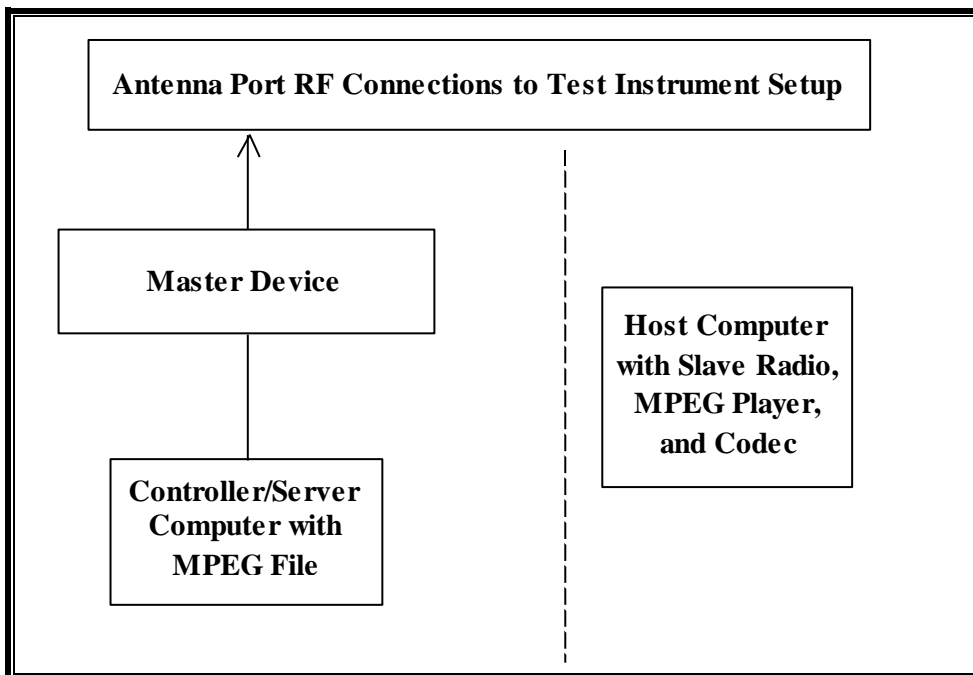 Antenna Port RF Connections to Test Instrument Setup
Master Device
Host Computer
with Slave Radio,
MPEG Player,
and Codec
Controller/Server
Computer with
MPEG File